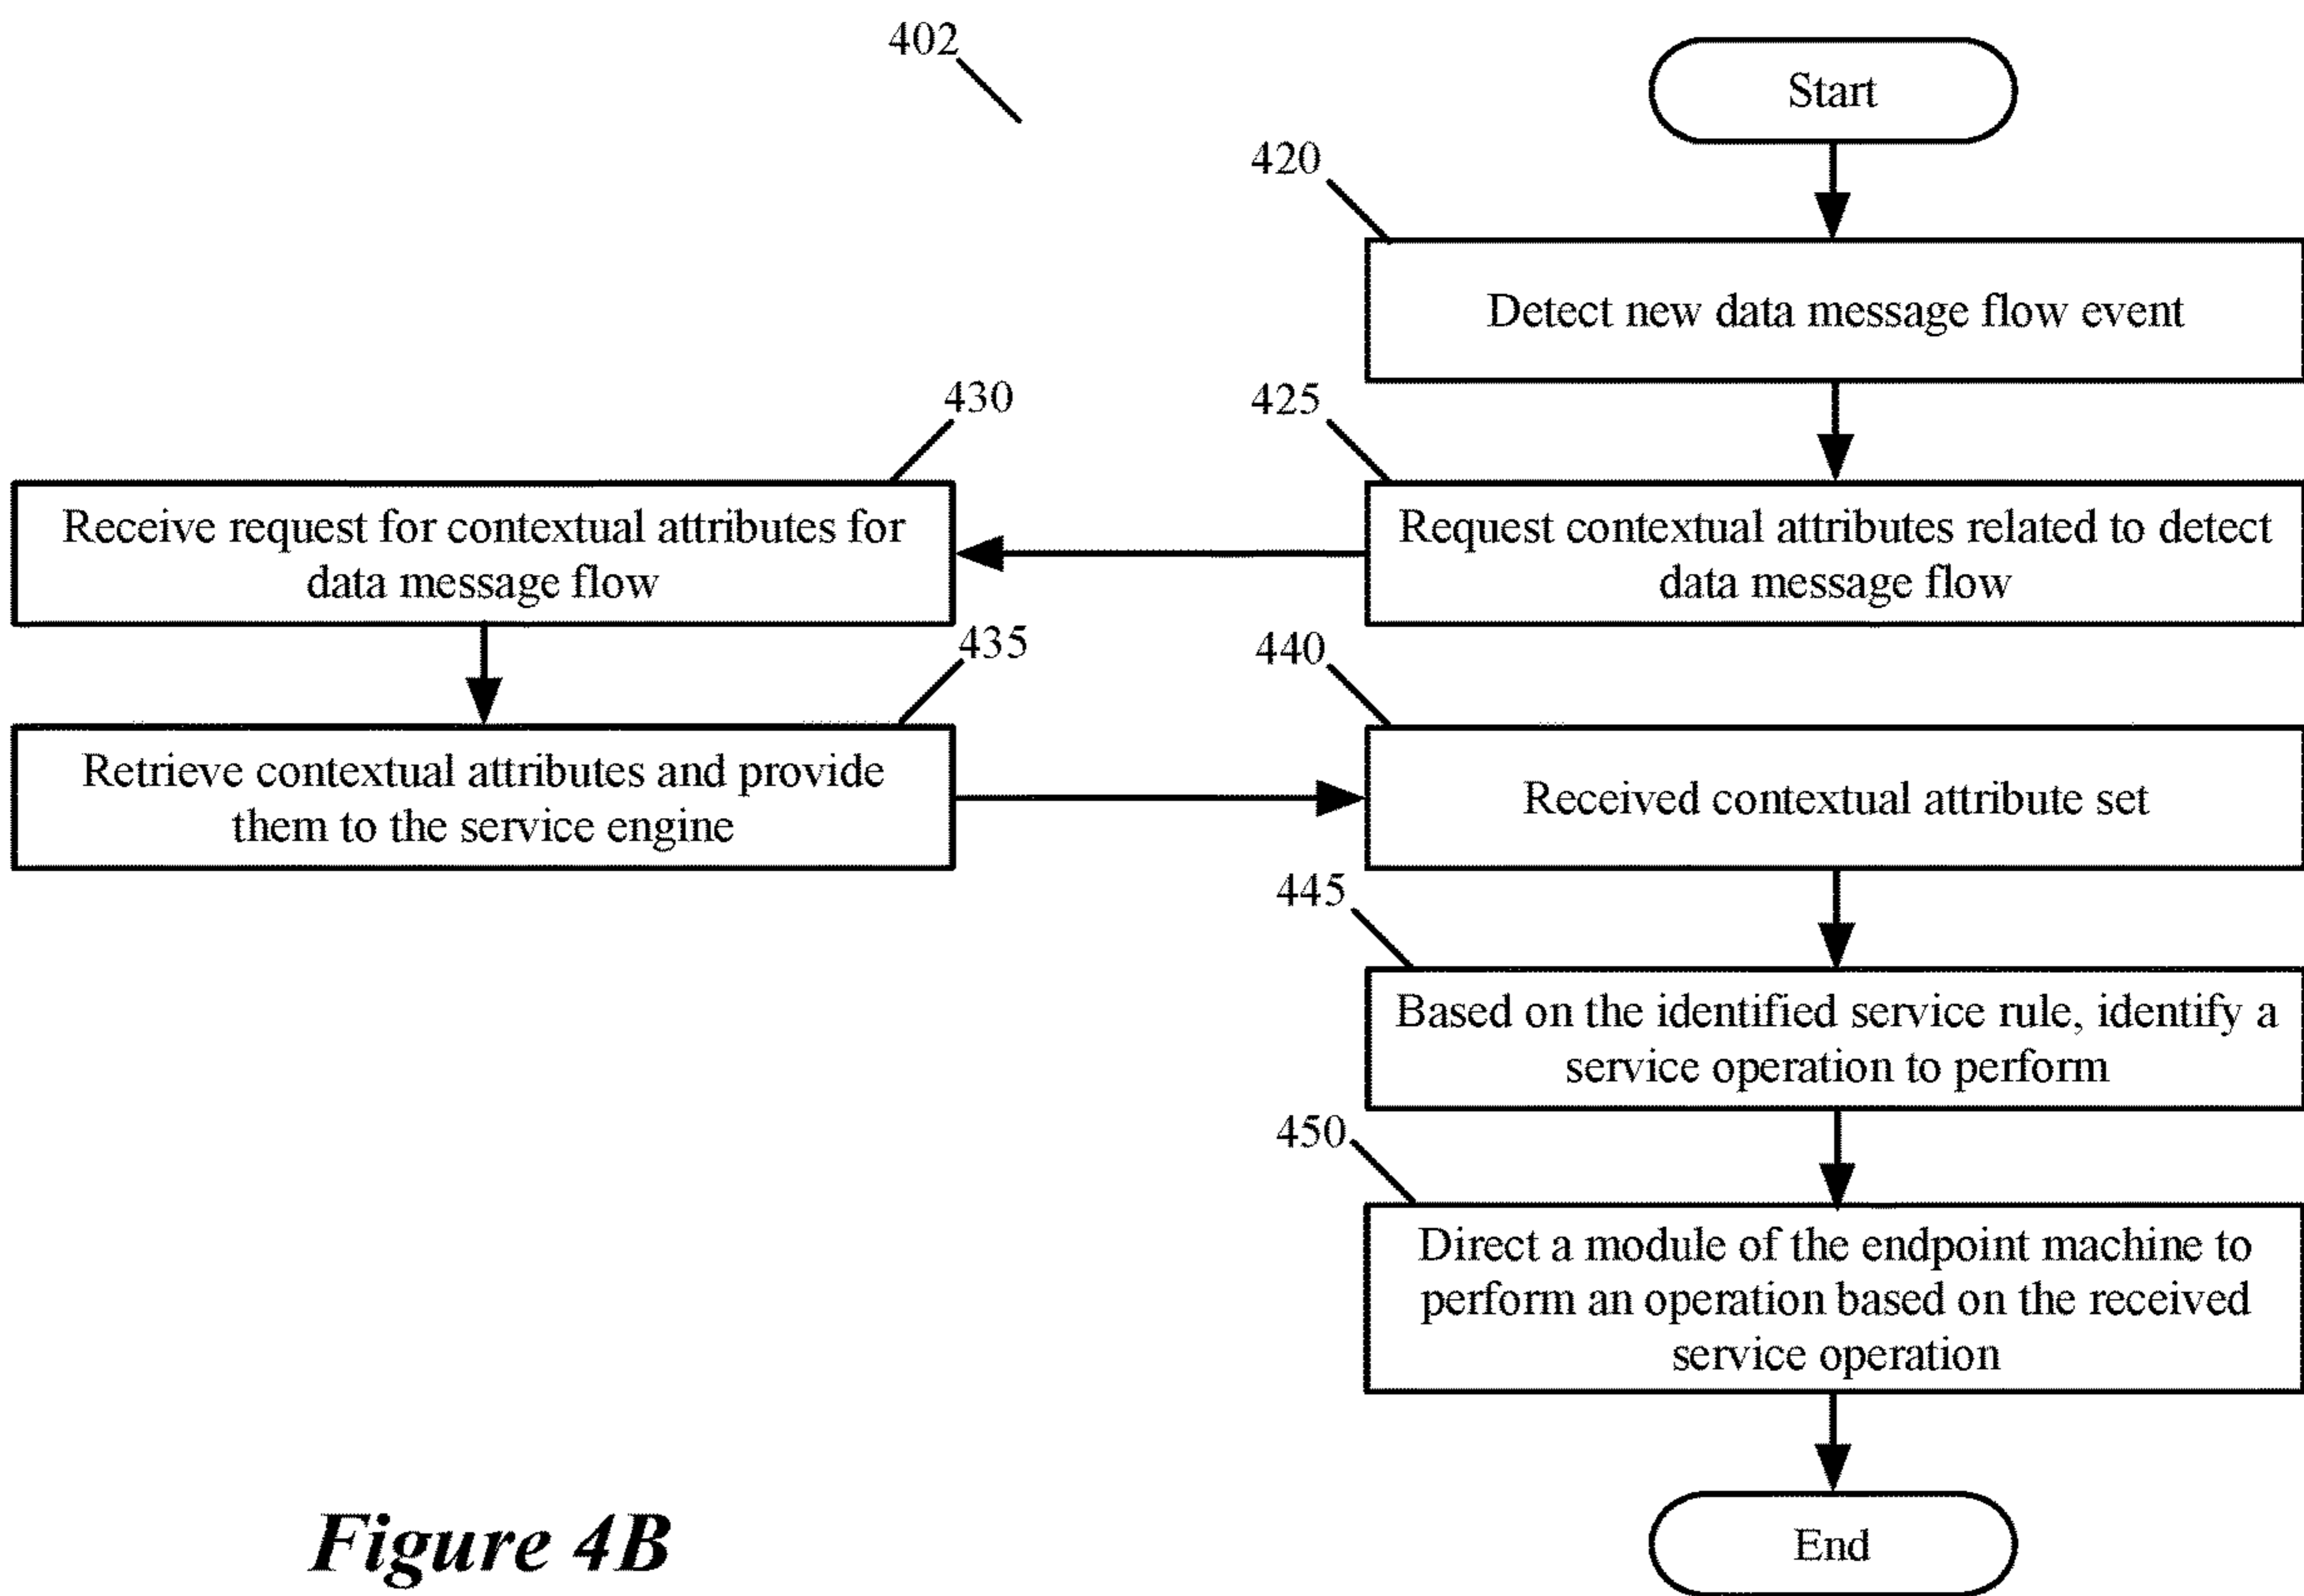 402
Start
420
Detect new data message flow event
430
425
Receive request for contextual attributes for
data message flow
Request contextual attributes related to detect
data message flow
435
440
Retrieve contextual attributes and provide
them to the service engine
Received contextual attribute set
445
Based on the identified service rule, identify a
service operation to perform
450
Direct a module of the endpoint machine to
perform an operation based on the received
service operation
End
Figure 4B